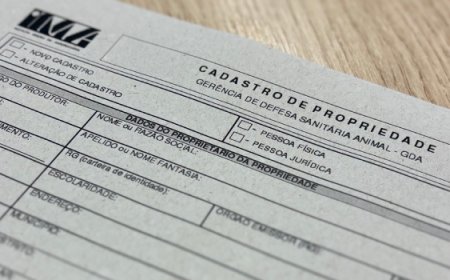 IMA
CADASTRO DE PROPRIEDADE
GERÊNCIA DE DEFESA SANITÁRIA ANIMAL - GDA
- NOVO CADASTRO
- ALTERAÇÃO DE CADASTRO
- PESSOA FÍSICA
- PESSOA JURÍDICA
DO PRODUTOR:
DADOS DO PROPRIETÁRIO DA PROPRIEDADE
NOME OU RAZÃO SOCIAL:
APELIDO OU NOME FANTASIA:
RG (Carteira de identidade):
ÓRGÃO EMISSOR (RG):
ESCOLARIDADE:
ENDEREÇO:
MUNICÍPIO: